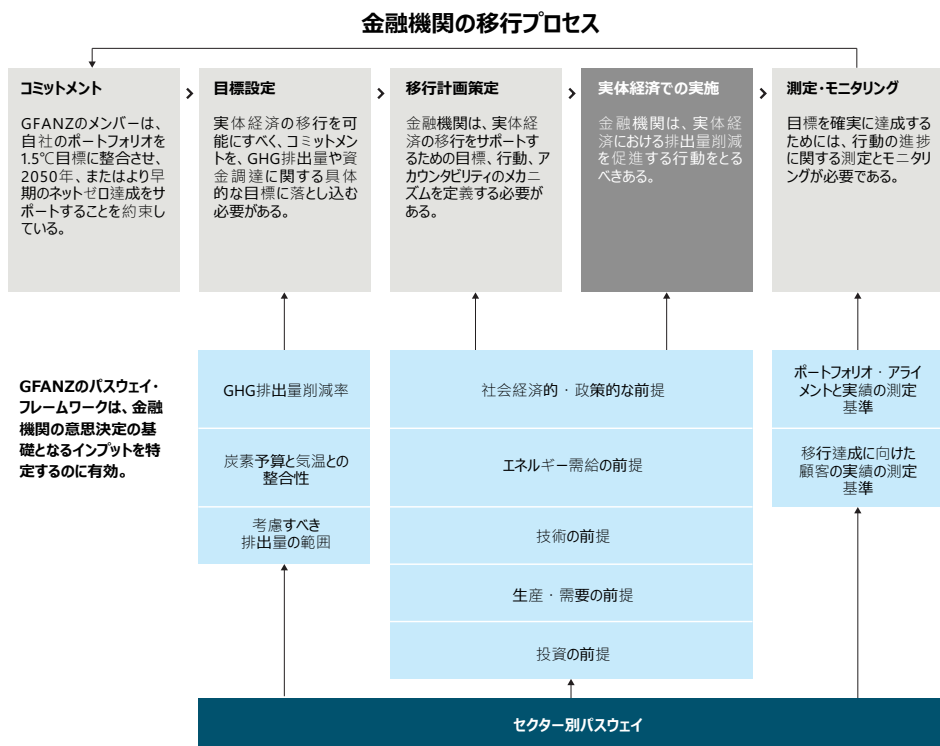 金融機関の移行プロセス
コミットメント
GFANZのメンバーは、
自社のポートフォリオを
1.5℃目標に整合させ、
2050年、またはより早
期のネットゼロ達成をサ
ポートすることを約束し
ている。
目標設定
実体経済の移行を可
能にすべく、コミットメン
トを、GHG排出量や資
金調達に関する具体
的な目標に落とし込む
必要がある。
移行計画策定
金融機関は、実体経
済の移行をサポートす
るための目標、行動、ア
カウンタビリティのメカニ
ズムを定義する必要が
ある。
実体経済での実施
金融機関は、実体経
済における排出量削減
を促進する行動をとる
べきある。
測定・モニタリング
目標を確実に達成する
ためには、行動の進捗
に関する測定とモニタ
リングが必要である。
GFANZのパスウェイ・
フレームワークは、金融
機関の意思決定の基
礎となるインプットを特
定するのに有効。
GHG排出量削減率
炭素予算と気温との
整合性
考慮すべき
排出量の範囲
社会経済的・政策的な前提
エネルギー需給の前提
技術の前提
生産・需要の前提
投資の前提
ポートフォリオ・アライ
メントと実績の測定
基準
移行達成に向けた
顧客の実績の測定
基準
セクター別パスウェイ